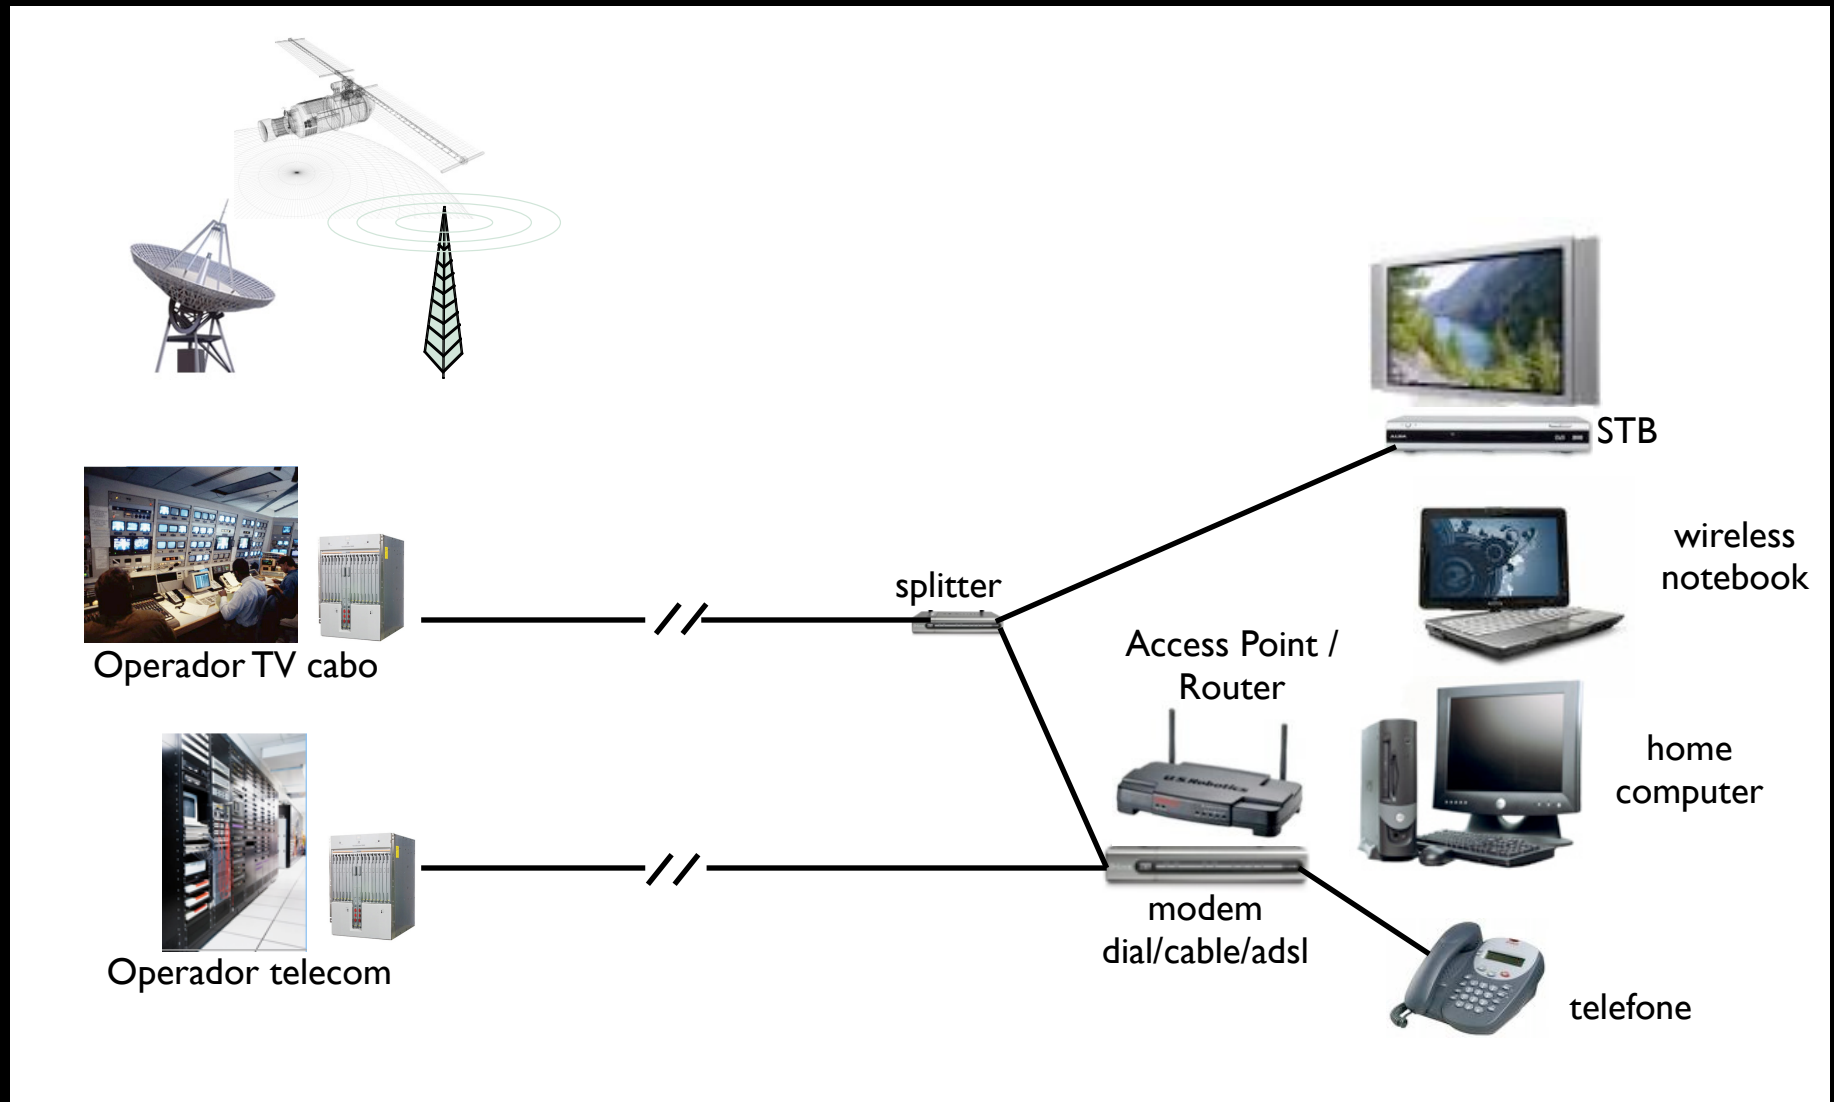 STB
wireless
notebook
splitter
Operador TV cabo
Access Point /
Router
U.S.Robotics
home
computer
modem
dial/cable/adsl
Operador telecom
telefone